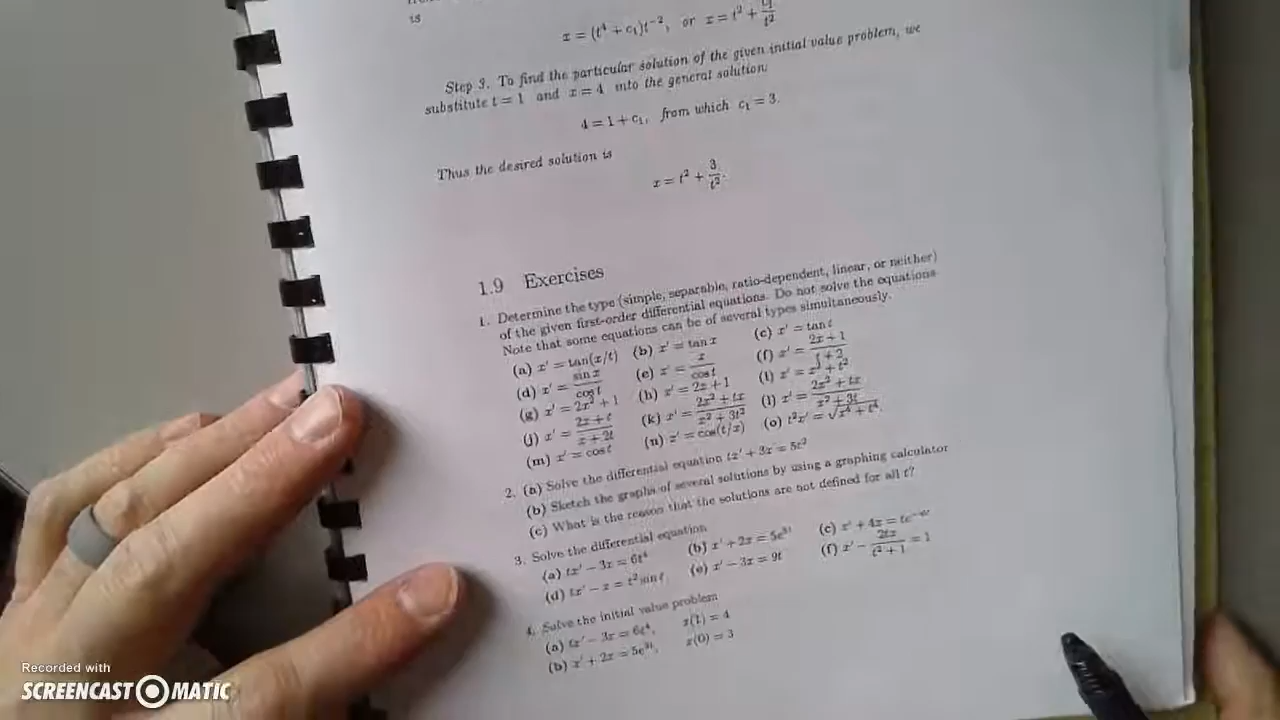 is
x = (t⁴ + c₁)t⁻², or x = t² + c₁/t²
Step 3. To find the particular solution of the given initial value problem, we
substitute t = 1 and x = 4 into the general solution:
4 = 1 + c₁, from which c₁ = 3.
Thus the desired solution is
x = t² + 3/t².
1.9 Exercises
1. Determine the type (simple, separable, ratio-dependent, linear, or neither)
of the given first-order differential equations. Do not solve the equations
Note that some equations can be of several types simultaneously.
(a) x' = tan(x/t) (b) x' = tan x (c) x' = tan t
(d) x' = sin x/cos t (e) x' = x/cos t (f) x' = 2x + 1/t + 2
(g) x' = 2x² + 1 (h) x' = 2x + 1 (i) x' = x² + t²
(j) x' = 2x + t/x + 2t (k) x' = 2x² + tx/x² + 3t² (l) x' = 2x² + tx/x² + 3t
(m) x' = cos t (n) x' = cos(t/x) (o) t²x' = √x⁴ + t⁴.
2. (a) Solve the differential equation tx' + 3x = 5t²
(b) Sketch the graphs of several solutions by using a graphing calculator
(c) What is the reason that the solutions are not defined for all t?
3. Solve the differential equation
(a) tx' − 3x = 6t⁴ (b) x' + 2x = 5e³ᵗ (c) x' + 4x = te⁻⁴ᵗ
(d) tx' − x = t² sin t (e) x' − 3x = 9t (f) x' − 2tx/t² + 1 = 1
4. Solve the initial value problem
(a) tx' − 3x = 6t⁴, x(1) = 4
(b) x' + 2x = 5e³ᵗ, x(0) = 3
Recorded with
SCREENCAST-O-MATIC